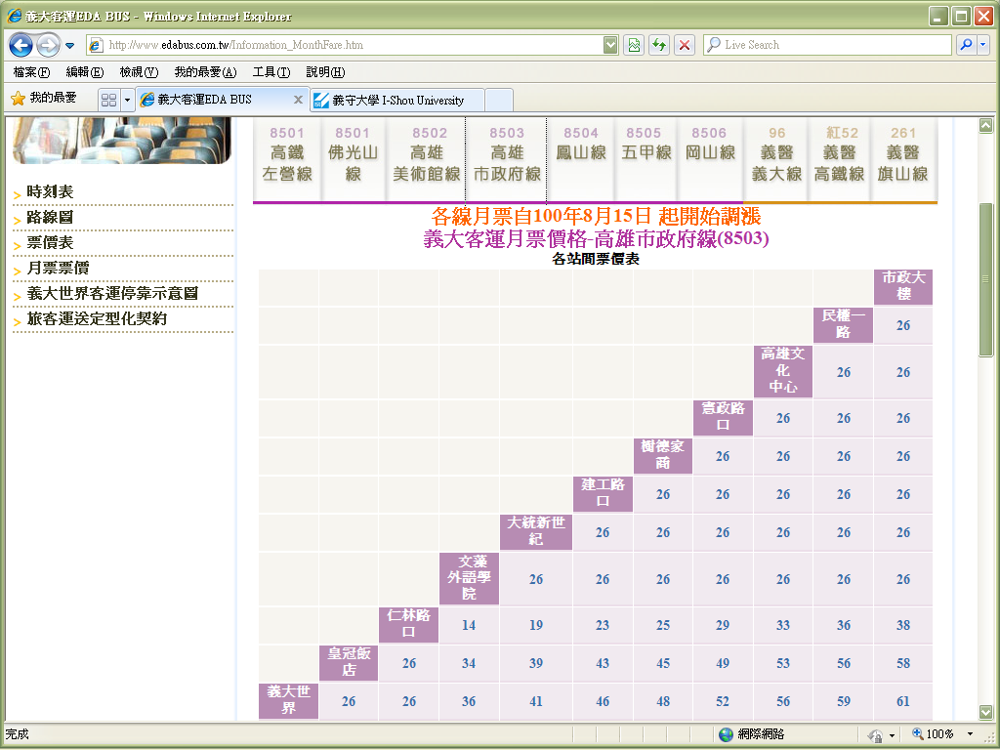 義大客運EDA BUS - Windows Internet Explorer
http://www.edabus.com.tw/Information_MonthFare.htm
Live Search
檔案(F) 編輯(E) 檢視(V) 我的最愛(A) 工具(T) 說明(H)
我的最愛 義大客運EDA BUS 義守大學 I-Shou University
8501 8501 8502 8503 8504 8505 8506 96 紅52 261
高鐵 佛光山 高雄 高雄 鳳山線 五甲線 岡山線 義醫 義醫 義醫
左營線 線 美術館線 市政府線 義大線 高鐵線 旗山線
時刻表
路線圖
票價表
月票票價
義大世界客運停靠示意圖
旅客運送定型化契約
各線月票自100年8月15日 起開始調漲
義大客運月票價格-高雄市政府線(8503)
各站間票價表
市政大
樓
民權一
路
26
高雄文
化
中心
26 26
憲政路
口
26 26 26
樹德家
商
26 26 26 26
建工路
口
26 26 26 26 26
大統新世
紀
26 26 26 26 26 26
文藻
外語學
院
26 26 26 26 26 26 26
仁林路
口
14 19 23 25 29 33 36 38
皇冠飯
店
26 34 39 43 45 49 53 56 58
義大世
界
26 26 36 41 46 48 52 56 59 61
完成
網際網路
100%